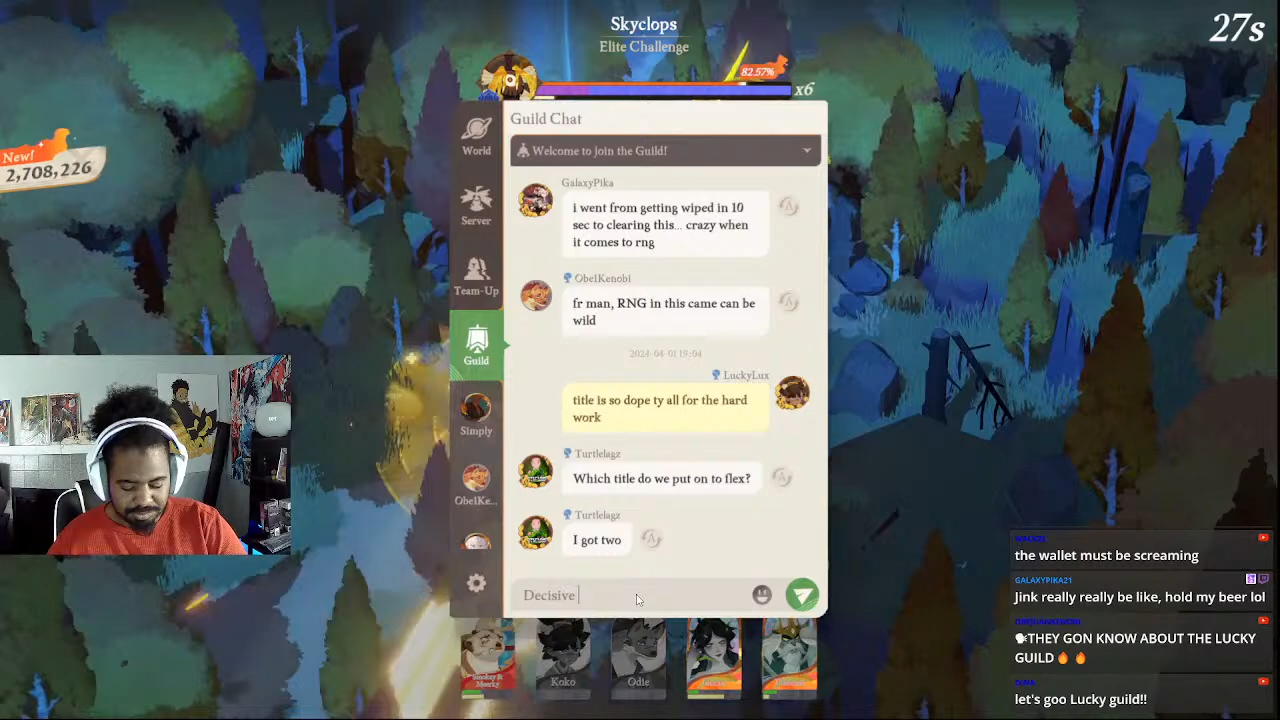 Skyclops
Elite Challenge
27s
82.57%
x6
New!
2,708,226
Guild Chat
Welcome to join the Guild!
World
Server
Team-Up
Guild
Simply
ObelKe...
GalaxyPika
i went from getting wiped in 10
sec to clearing this... crazy when
it comes to rng
ObelKenobi
fr man, RNG in this came can be
wild
2024-04-01 19:04
LuckyLux
title is so dope ty all for the hard
work
Turtlelagz
Which title do we put on to flex?
Turtlelagz
I got two
Decisive
Smokey &
Meerky
Koko
Odie
the wallet must be screaming
GALAXYPIKA21
Jink really really be like, hold my beer lol
THEY GON KNOW ABOUT THE LUCKY
GUILD
let's goo Lucky guild!!